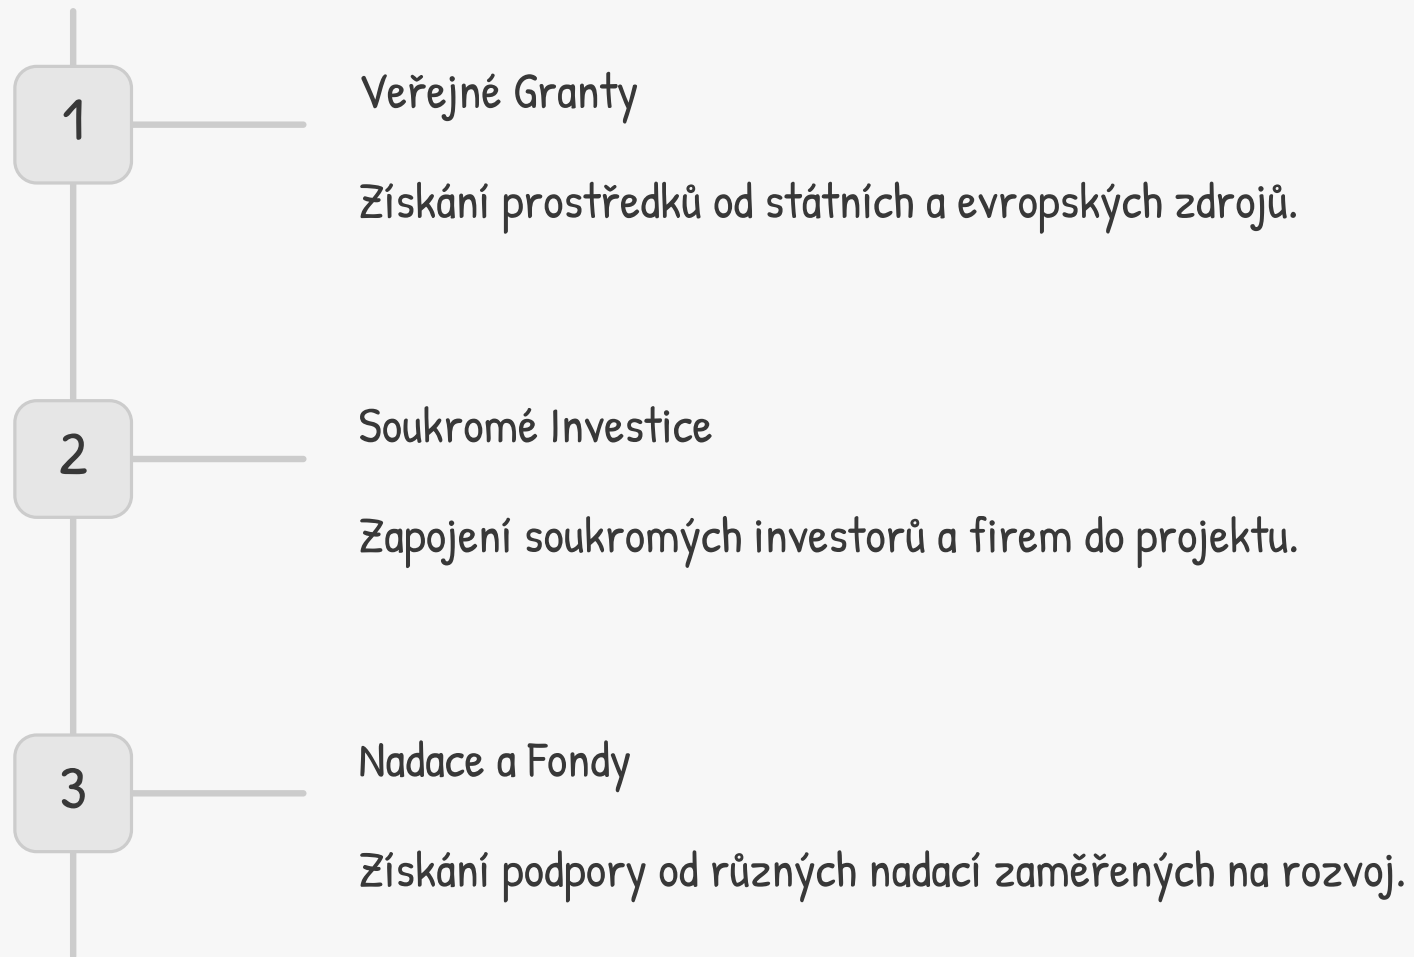 1
Veřejné Granty
Získání prostředků od státních a evropských zdrojů.
2
Soukromé Investice
Zapojení soukromých investorů a firem do projektu.
3
Nadace a Fondy
Získání podpory od různých nadací zaměřených na rozvoj.